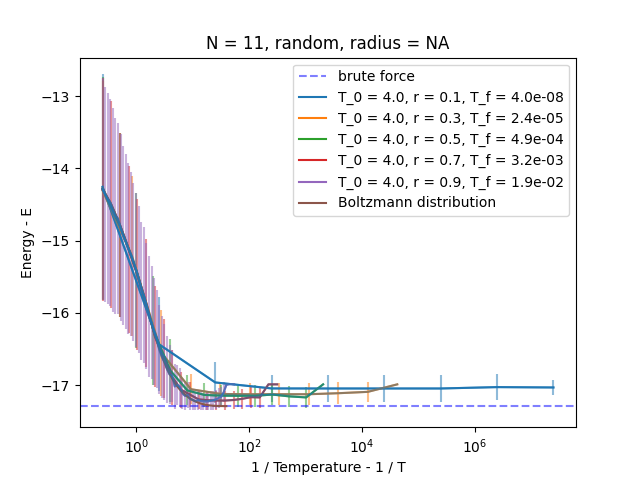 N = 11, random, radius = NA
brute force
T_0 = 4.0, r = 0.1, T_f = 4.0e-08
T_0 = 4.0, r = 0.3, T_f = 2.4e-05
T_0 = 4.0, r = 0.5, T_f = 4.9e-04
T_0 = 4.0, r = 0.7, T_f = 3.2e-03
T_0 = 4.0, r = 0.9, T_f = 1.9e-02
Boltzmann distribution
Energy - E
−13
−14
−15
−16
−17
10⁰
10²
10⁴
10⁶
1 / Temperature - 1 / T